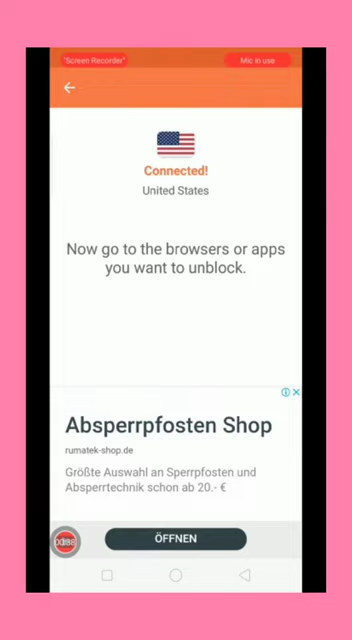 "Screen Recorder"
Mic in use
Connected!
United States
Now go to the browsers or apps
you want to unblock.
Absperrpfosten Shop
rumatek-shop.de
Größte Auswahl an Sperrpfosten und
Absperrtechnik schon ab 20.- €
ÖFFNEN